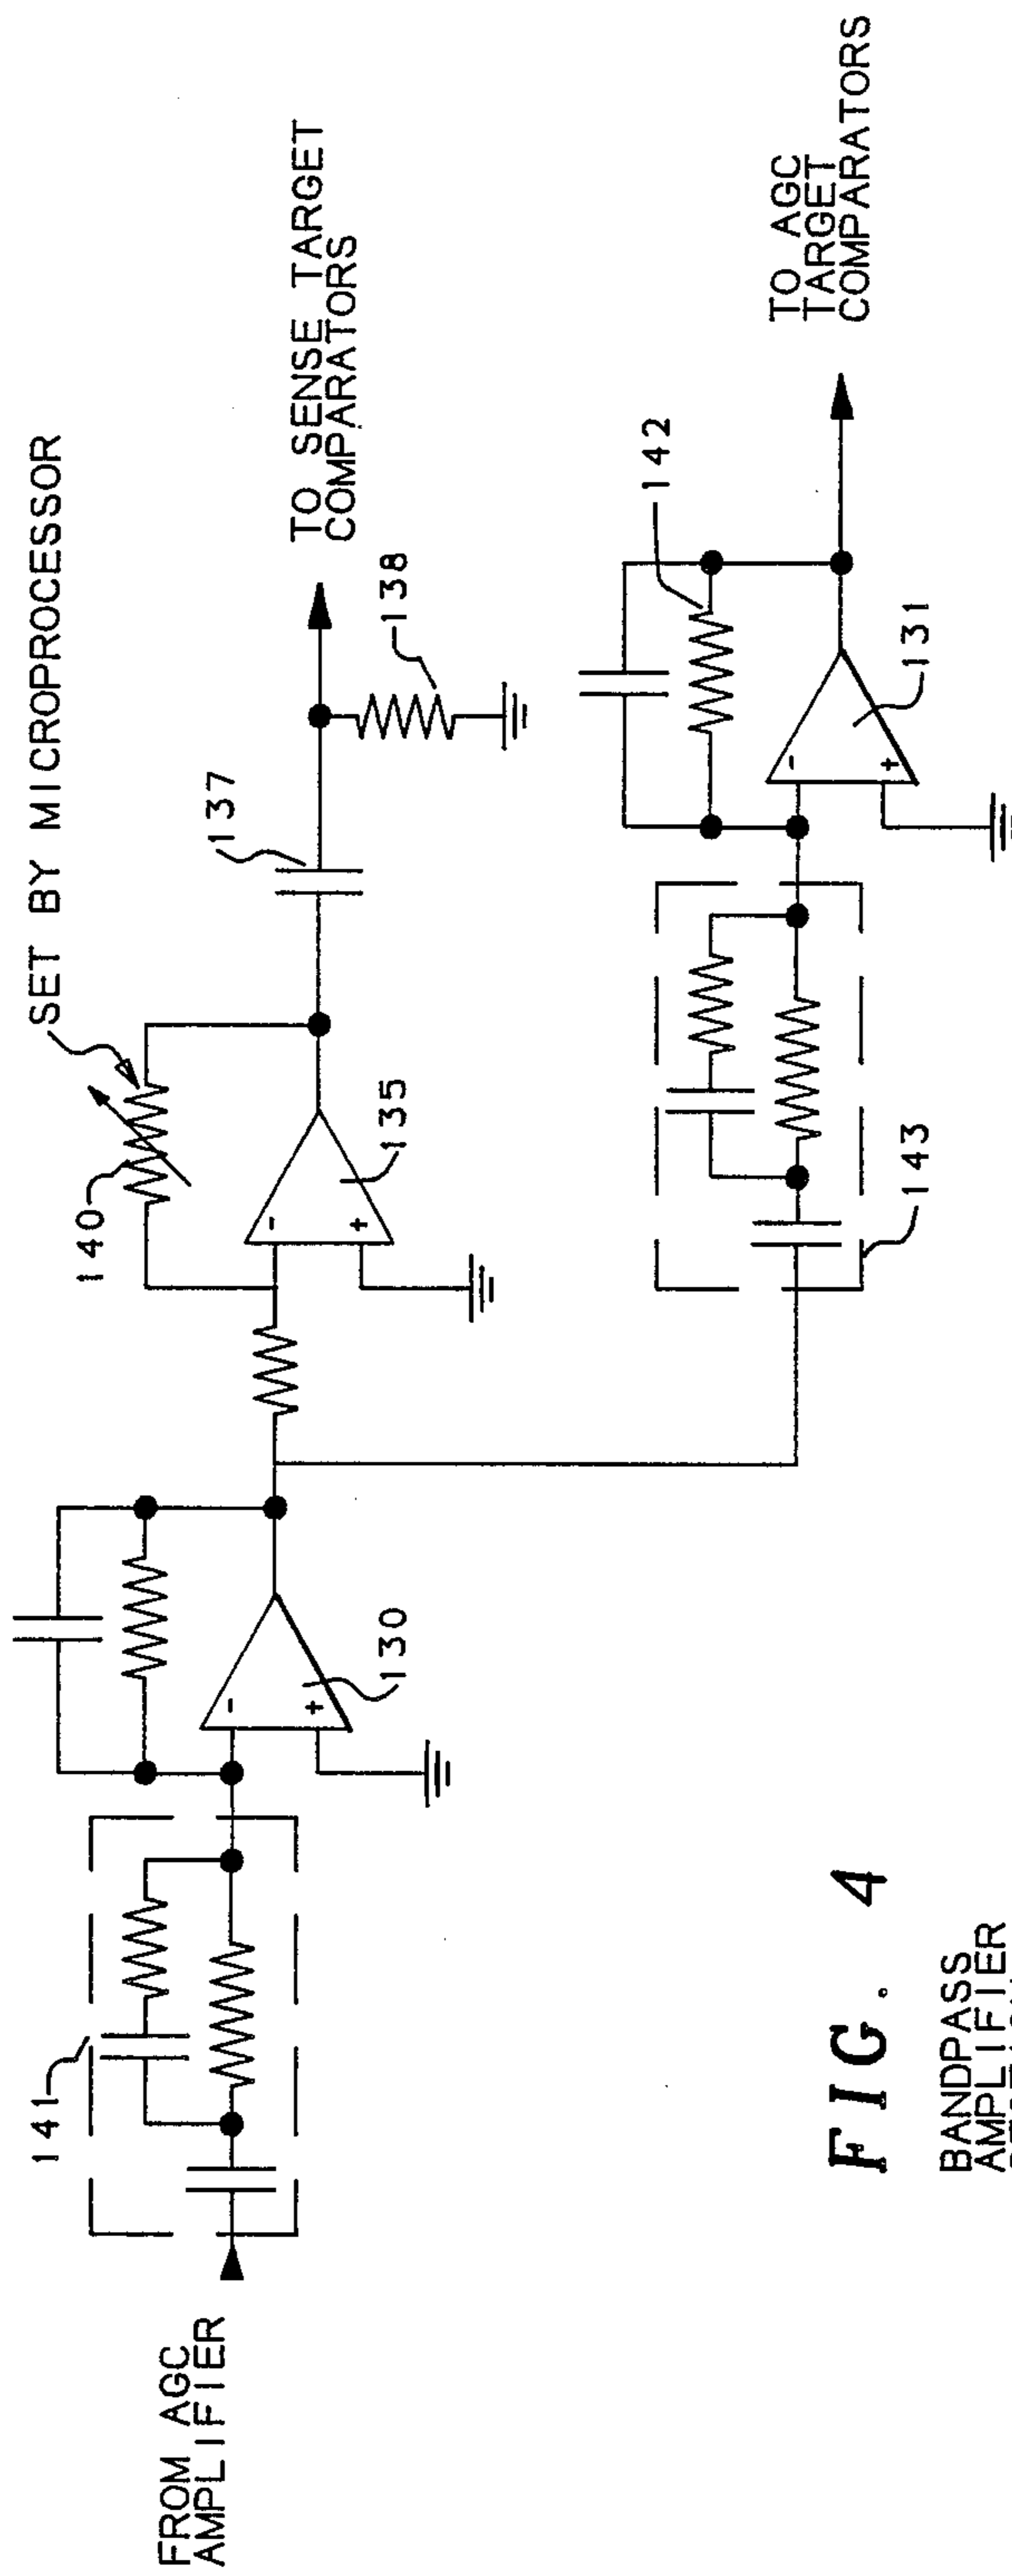 FROM AGC
AMPLIFIER
141
-
+
130
140
SET BY MICROPROCESSOR
-
+
135
137
138
TO SENSE TARGET
COMPARATORS
143
-
+
131
142
TO AGC
TARGET
COMPARATORS
FIG. 4
BANDPASS
AMPLIFIER